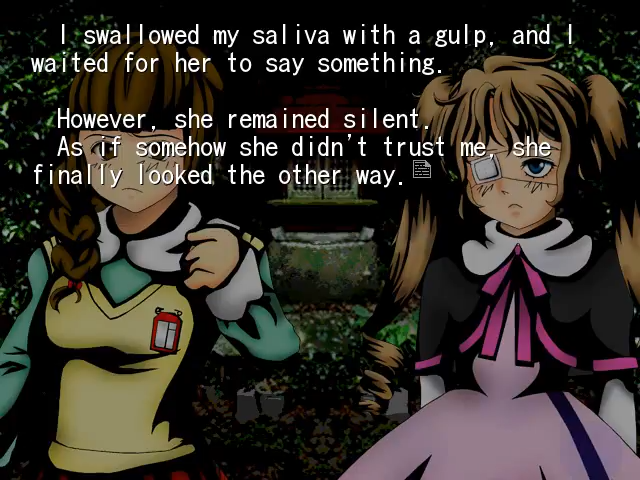 I swallowed my saliva with a gulp, and I
waited for her to say something.
However, she remained silent.
As if somehow she didn't trust me, she
finally looked the other way.